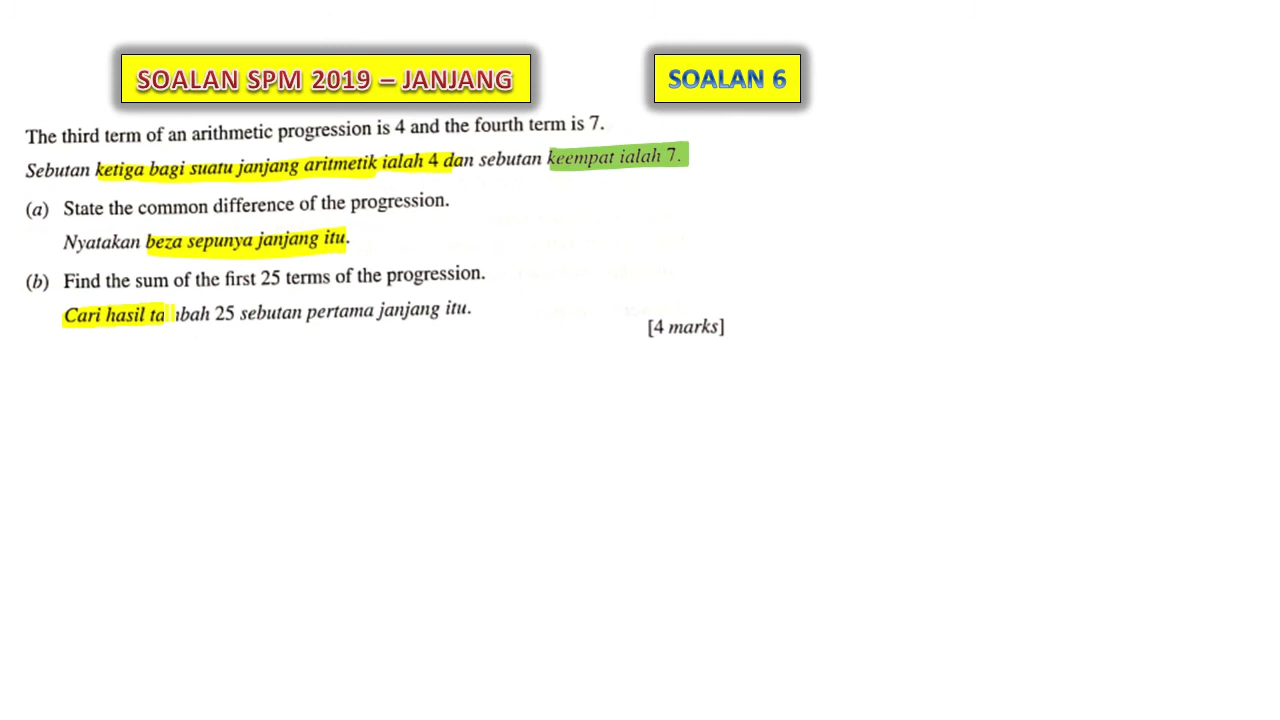 SOALAN SPM 2019 – JANJANG
SOALAN 6
The third term of an arithmetic progression is 4 and the fourth term is 7.
Sebutan ketiga bagi suatu janjang aritmetik ialah 4 dan sebutan keempat ialah 7.
(a) State the common difference of the progression.
Nyatakan beza sepunya janjang itu.
(b) Find the sum of the first 25 terms of the progression.
Cari hasil tambah 25 sebutan pertama janjang itu.
[4 marks]